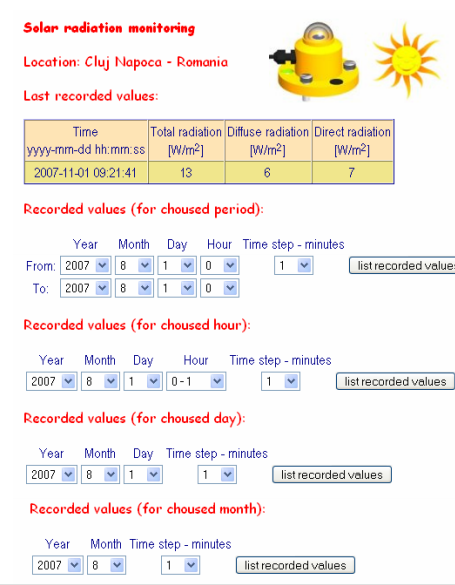 Solar radiation monitoring
Location: Cluj Napoca - Romania
Last recorded values:
Time Total radiation Diffuse radiation Direct radiation
yyyy-mm-dd hh:mm:ss [W/m²] [W/m²] [W/m²]
2007-11-01 09:21:41 13 6 7
Recorded values (for choused period):
Year Month Day Hour Time step - minutes
From: 2007 8 1 0 1 list recorded values
To: 2007 8 1 0
Recorded values (for choused hour):
Year Month Day Hour Time step - minutes
2007 8 1 0-1 1 list recorded values
Recorded values (for choused day):
Year Month Day Time step - minutes
2007 8 1 1 list recorded values
Recorded values (for choused month):
Year Month Time step - minutes
2007 8 1 list recorded values